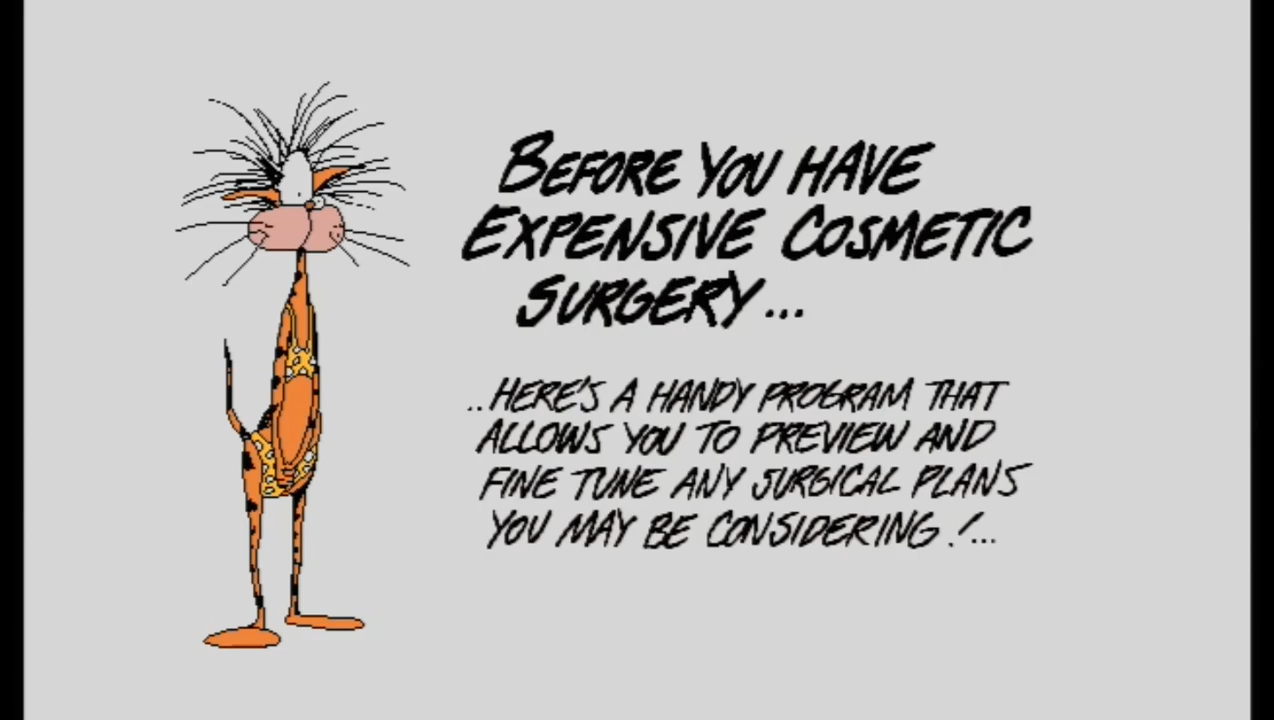 BEFORE YOU HAVE
EXPENSIVE COSMETIC
SURGERY...
..HERE'S A HANDY PROGRAM THAT
ALLOWS YOU TO PREVIEW AND
FINE TUNE ANY SURGICAL PLANS
YOU MAY BE CONSIDERING!...